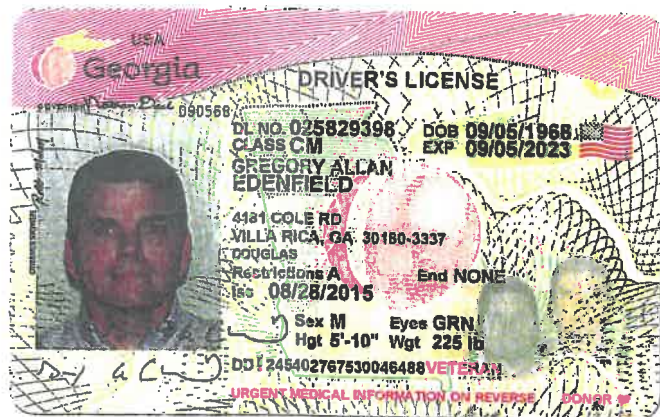 USA
Georgia
090568
DRIVER'S LICENSE
DL NO. 025829398 DOB 09/05/1968
CLASS CM EXP 09/05/2023
GREGORY ALLAN
EDENFIELD
4181 COLE RD
VILLA RICA, GA 30180-3337
DOUGLAS
Restrictions A End NONE
Iss 08/28/2015
Sex M Eyes GRN
Hgt 5'-10" Wgt 225 lb
DD: 245402767530046488 VETERAN
URGENT MEDICAL INFORMATION ON REVERSE DONOR